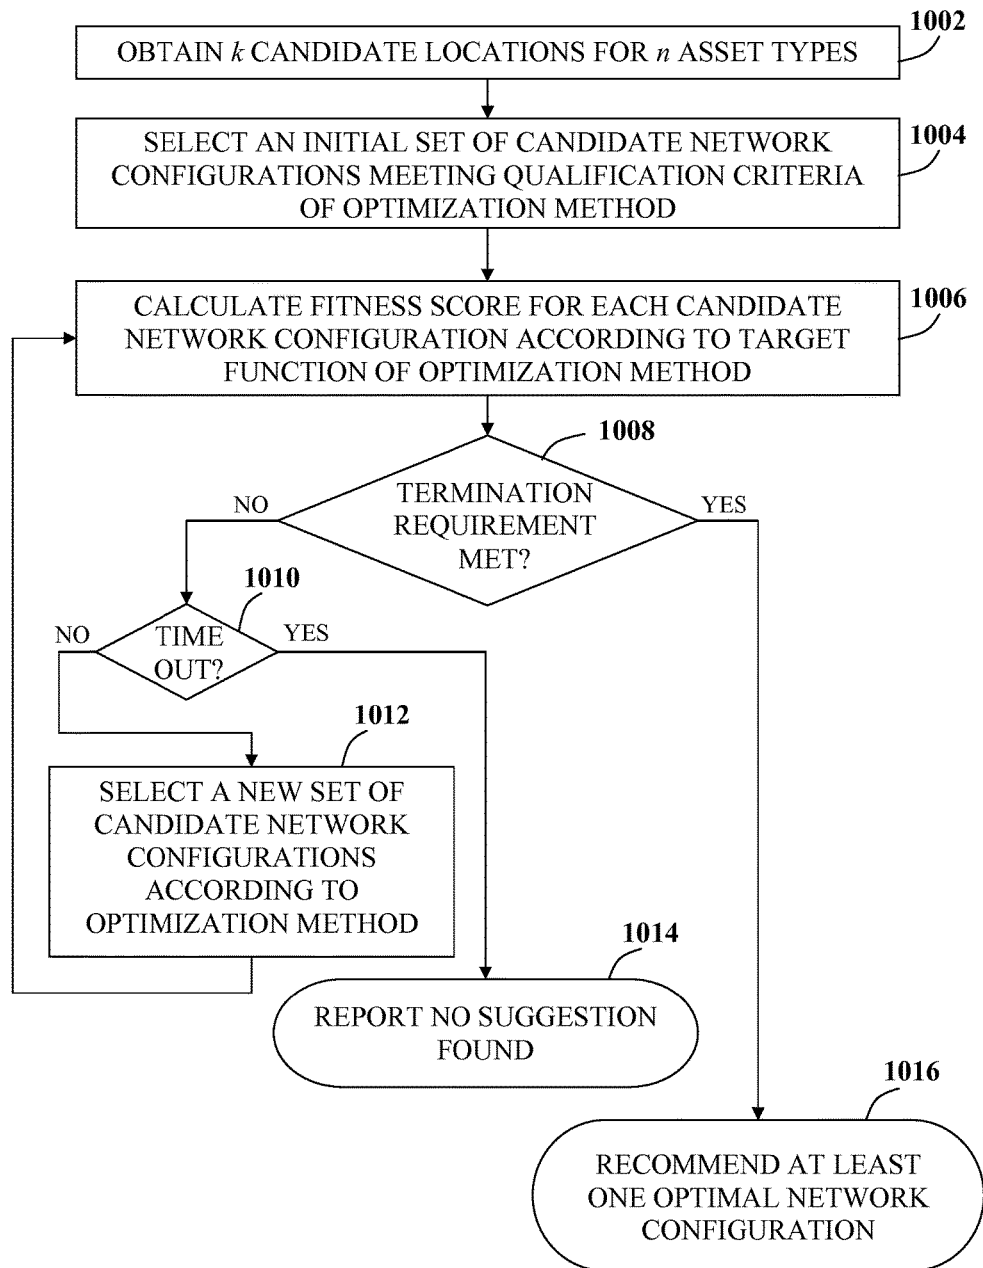 1002
OBTAIN k CANDIDATE LOCATIONS FOR n ASSET TYPES
1004
SELECT AN INITIAL SET OF CANDIDATE NETWORK
CONFIGURATIONS MEETING QUALIFICATION CRITERIA
OF OPTIMIZATION METHOD
1006
CALCULATE FITNESS SCORE FOR EACH CANDIDATE
NETWORK CONFIGURATION ACCORDING TO TARGET
FUNCTION OF OPTIMIZATION METHOD
1008
TERMINATION
REQUIREMENT
MET?
NO
YES
1010
TIME
OUT?
NO
YES
1012
SELECT A NEW SET OF
CANDIDATE NETWORK
CONFIGURATIONS
ACCORDING TO
OPTIMIZATION METHOD
1014
REPORT NO SUGGESTION
FOUND
1016
RECOMMEND AT LEAST
ONE OPTIMAL NETWORK
CONFIGURATION